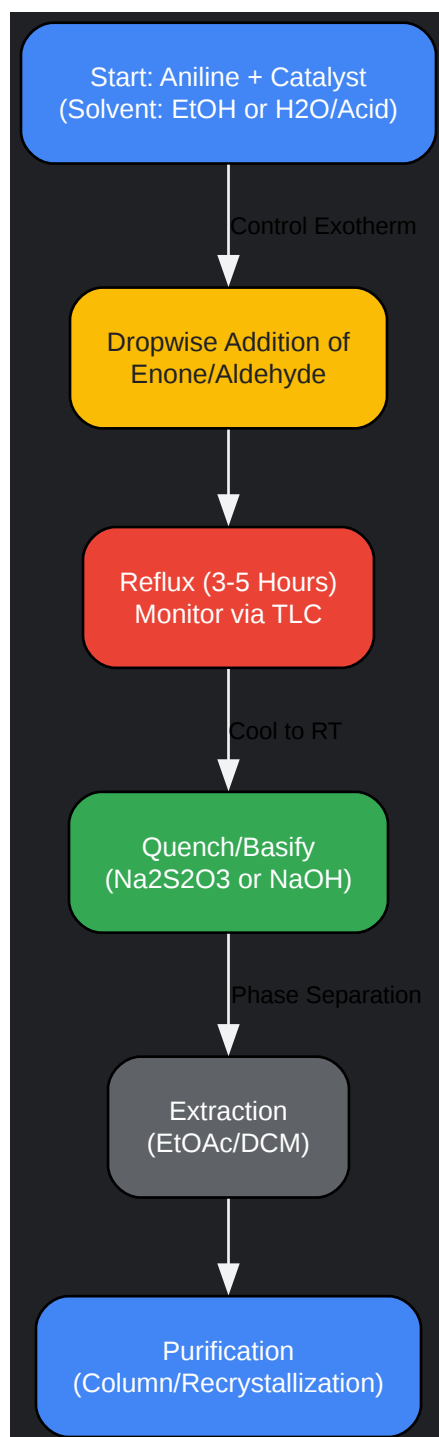 Start: Aniline + Catalyst
(Solvent: EtOH or H2O/Acid)
Control Exotherm
Dropwise Addition of
Enone/Aldehyde
Reflux (3-5 Hours)
Monitor via TLC
Cool to RT
Quench/Basify
(Na2S2O3 or NaOH)
Phase Separation
Extraction
(EtOAc/DCM)
Purification
(Column/Recrystallization)